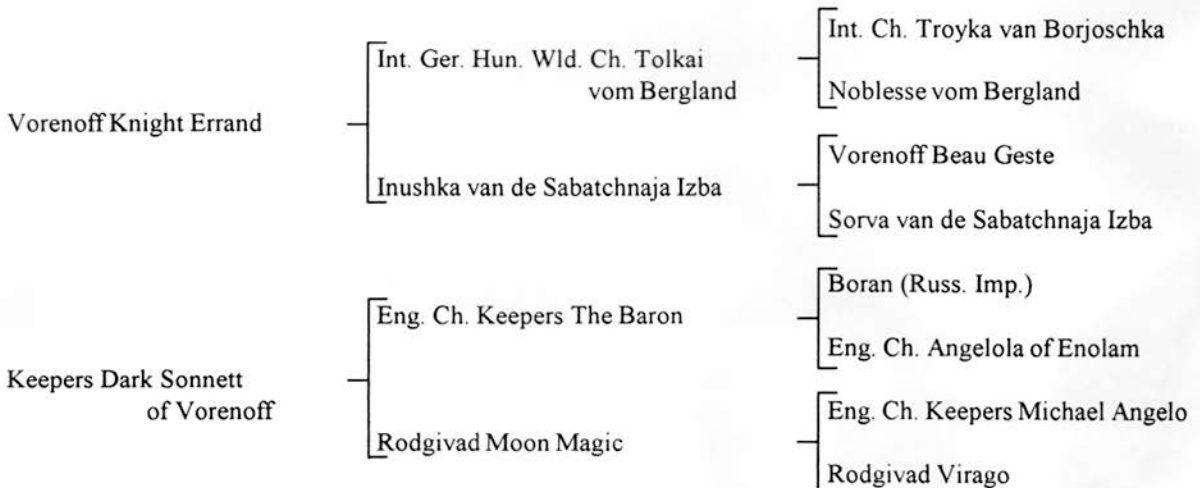 Int. Ch. Troyka van Borjoschka
Int. Ger. Hun. Wld. Ch. Tolkai
vom Bergland
Noblesse vom Bergland
Vorenoff Knight Errand
Vorenoff Beau Geste
Inushka van de Sabatchnaja Izba
Sorva van de Sabatchnaja Izba
Boran (Russ. Imp.)
Eng. Ch. Keepers The Baron
Eng. Ch. Angelola of Enolam
Keepers Dark Sonnett
of Vorenoff
Eng. Ch. Keepers Michael Angelo
Rodgivad Moon Magic
Rodgivad Virago